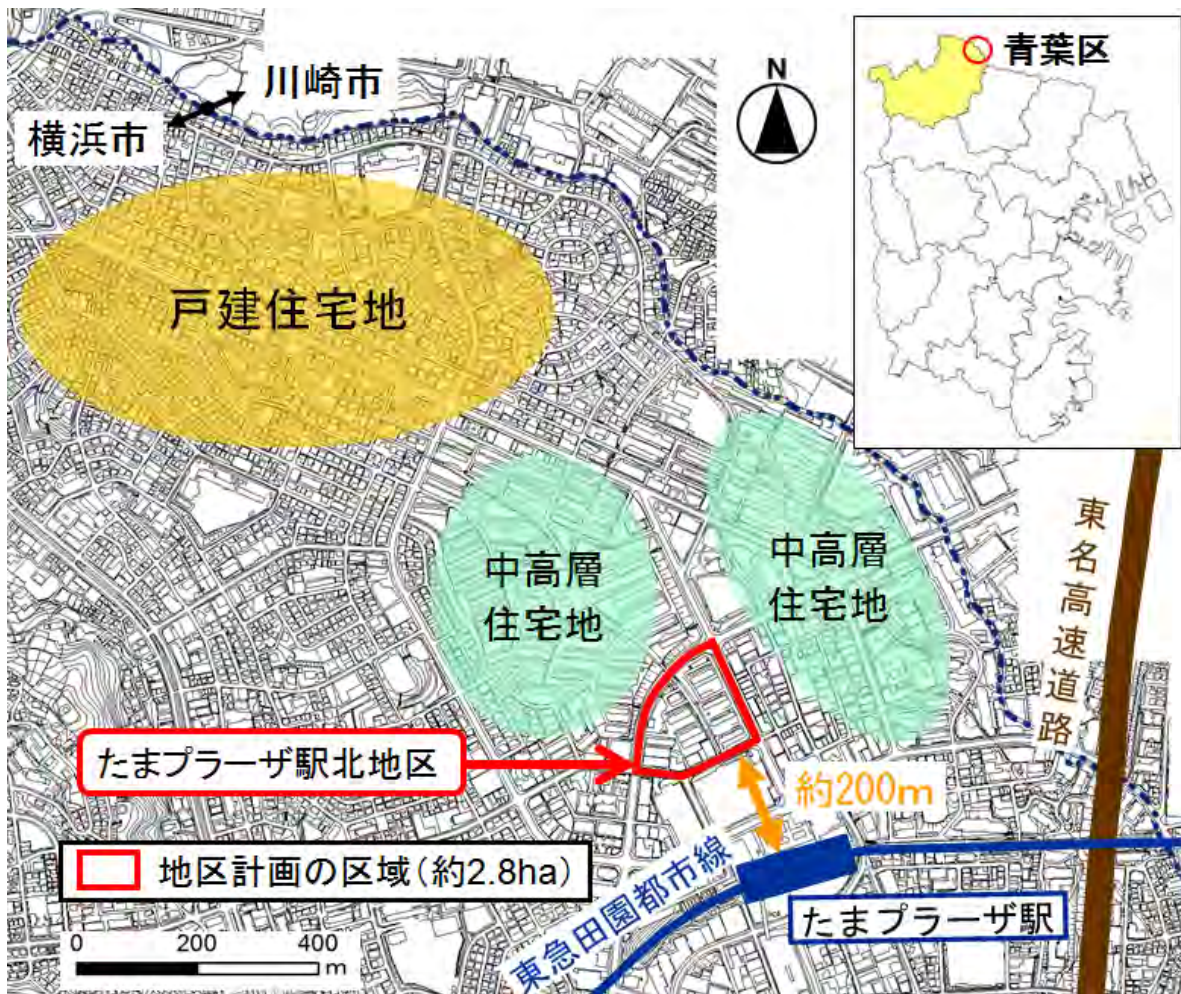 川崎市
横浜市
N
青葉区
戸建住宅地
中高層
住宅地
中高層
住宅地
東名高速道路
たまプラーザ駅北地区
約200m
地区計画の区域（約2.8ha）
東急田園都市線
たまプラーザ駅
0 200 400
m